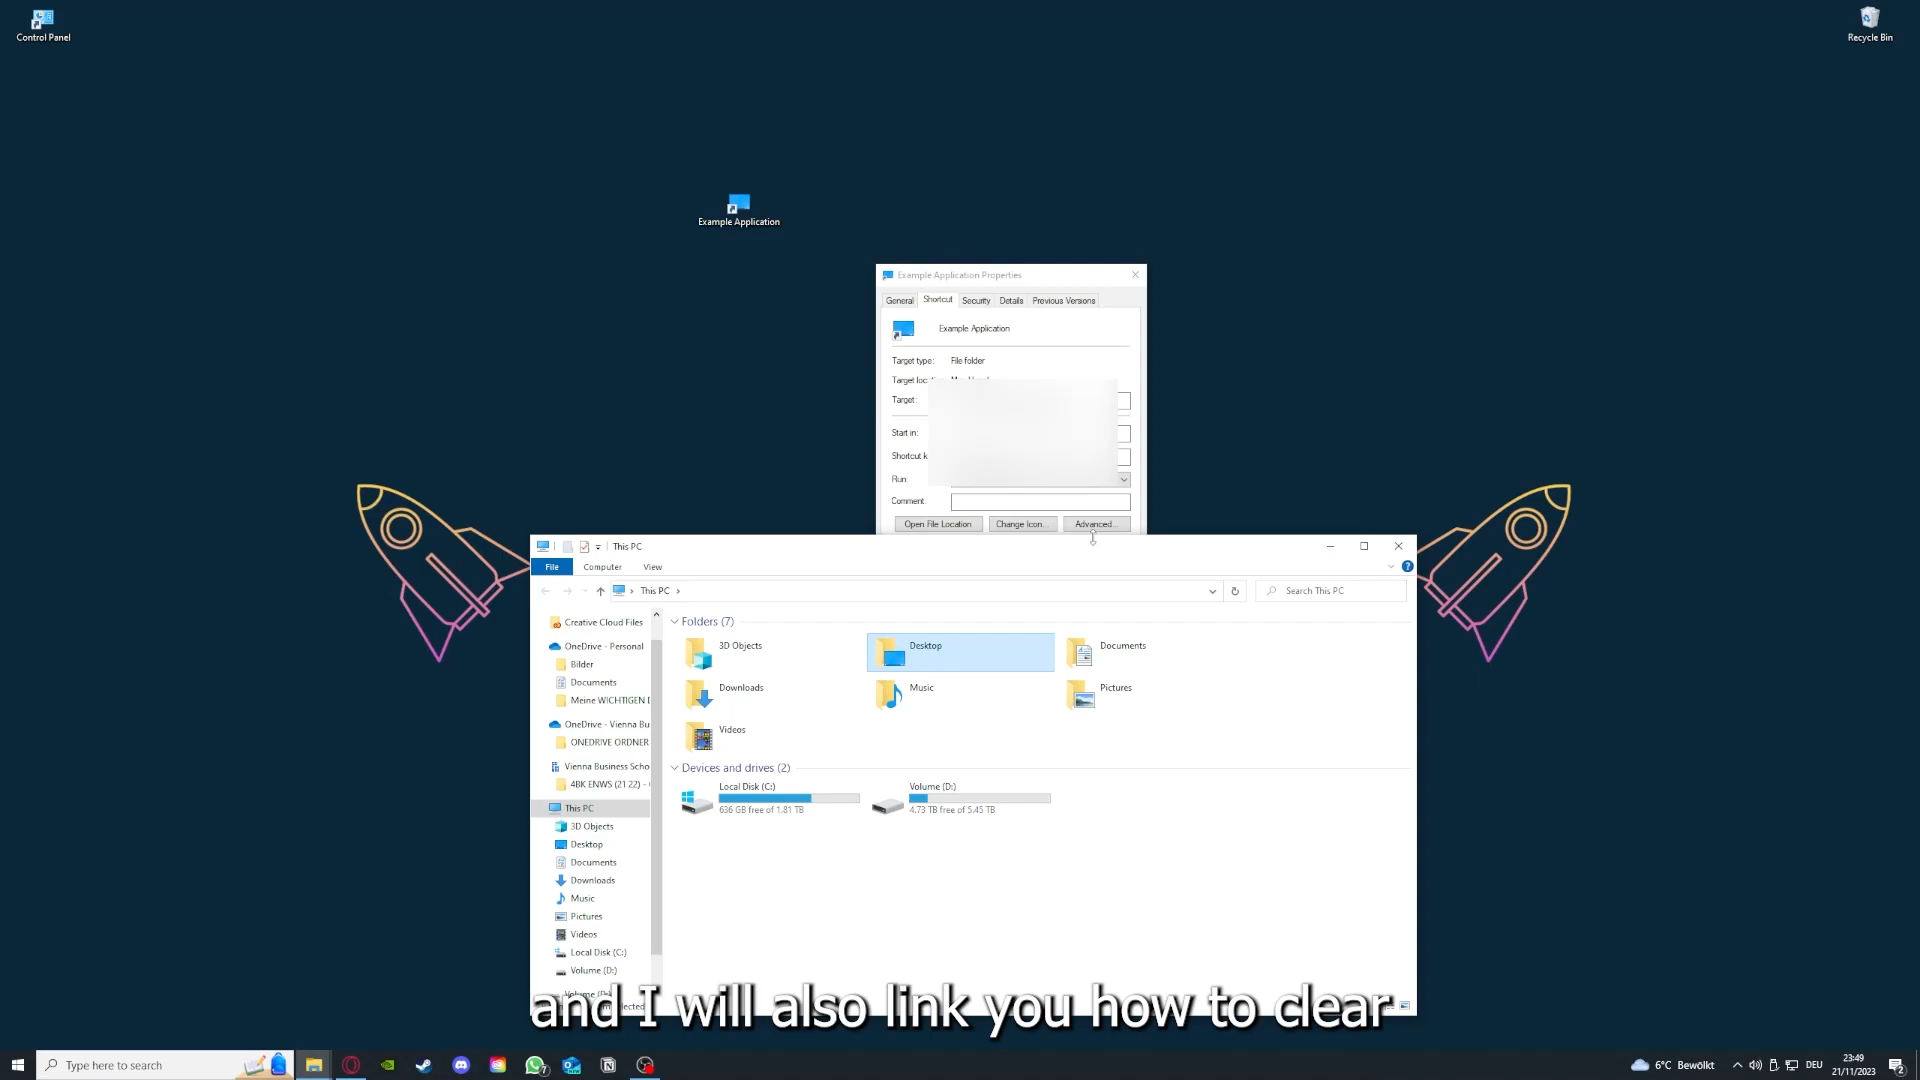 Control Panel
Recycle Bin
Example Application
Example Application Properties
General
Shortcut
Security
Details
Previous Versions
Example Application
Target type:
File folder
Target
Target:
Start in:
Shortcut
Run:
Comment:
Open File Location
Change Icon...
Advanced...
This PC
File
Computer
View
This PC
Search This PC
Creative Cloud Files
OneDrive - Personal
Bilder
Documents
Meine WICHTIGEN
OneDrive - Vienna Bu
ONEDRIVE ORDNER
Vienna Business Scho
4BK ENWS (21 22) -
This PC
3D Objects
Desktop
Documents
Downloads
Music
Pictures
Videos
Local Disk (C:)
Volume (D:)
Folders (7)
3D Objects
Desktop
Documents
Downloads
Music
Pictures
Videos
Devices and drives (2)
Local Disk (C:)
636 GB free of 1.81 TB
Volume (D:)
4.73 TB free of 5.45 TB
and I will also link you how to clear
Type here to search
7
6°C Bewölkt
DEU
23:49
21/11/2023
2